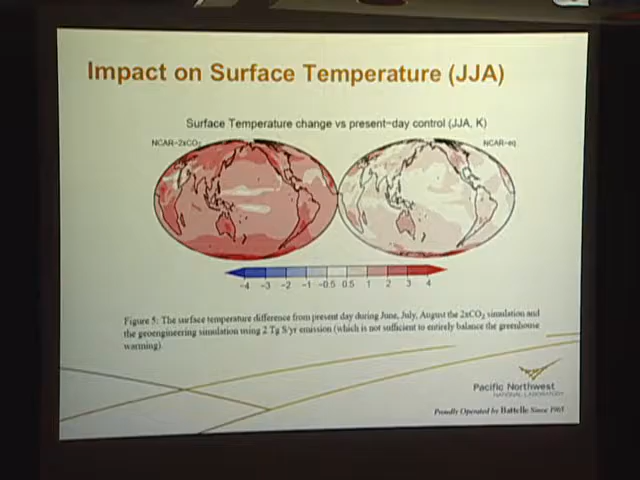 Impact on Surface Temperature (JJA)
Surface Temperature change vs present-day control (JJA, K)
NCAR-2xCO₂
NCAR-eq
-4 -3 -2 -1 -0.5 0.5 1 2 3 4
Figure 5: The surface temperature difference from present day during June, July, August the 2xCO₂ simulation and
the geoengineering simulation using 2 Tg S/yr emission (which is not sufficient to entirely balance the greenhouse
warming).
Pacific Northwest
NATIONAL LABORATORY
Proudly Operated by Battelle Since 1965